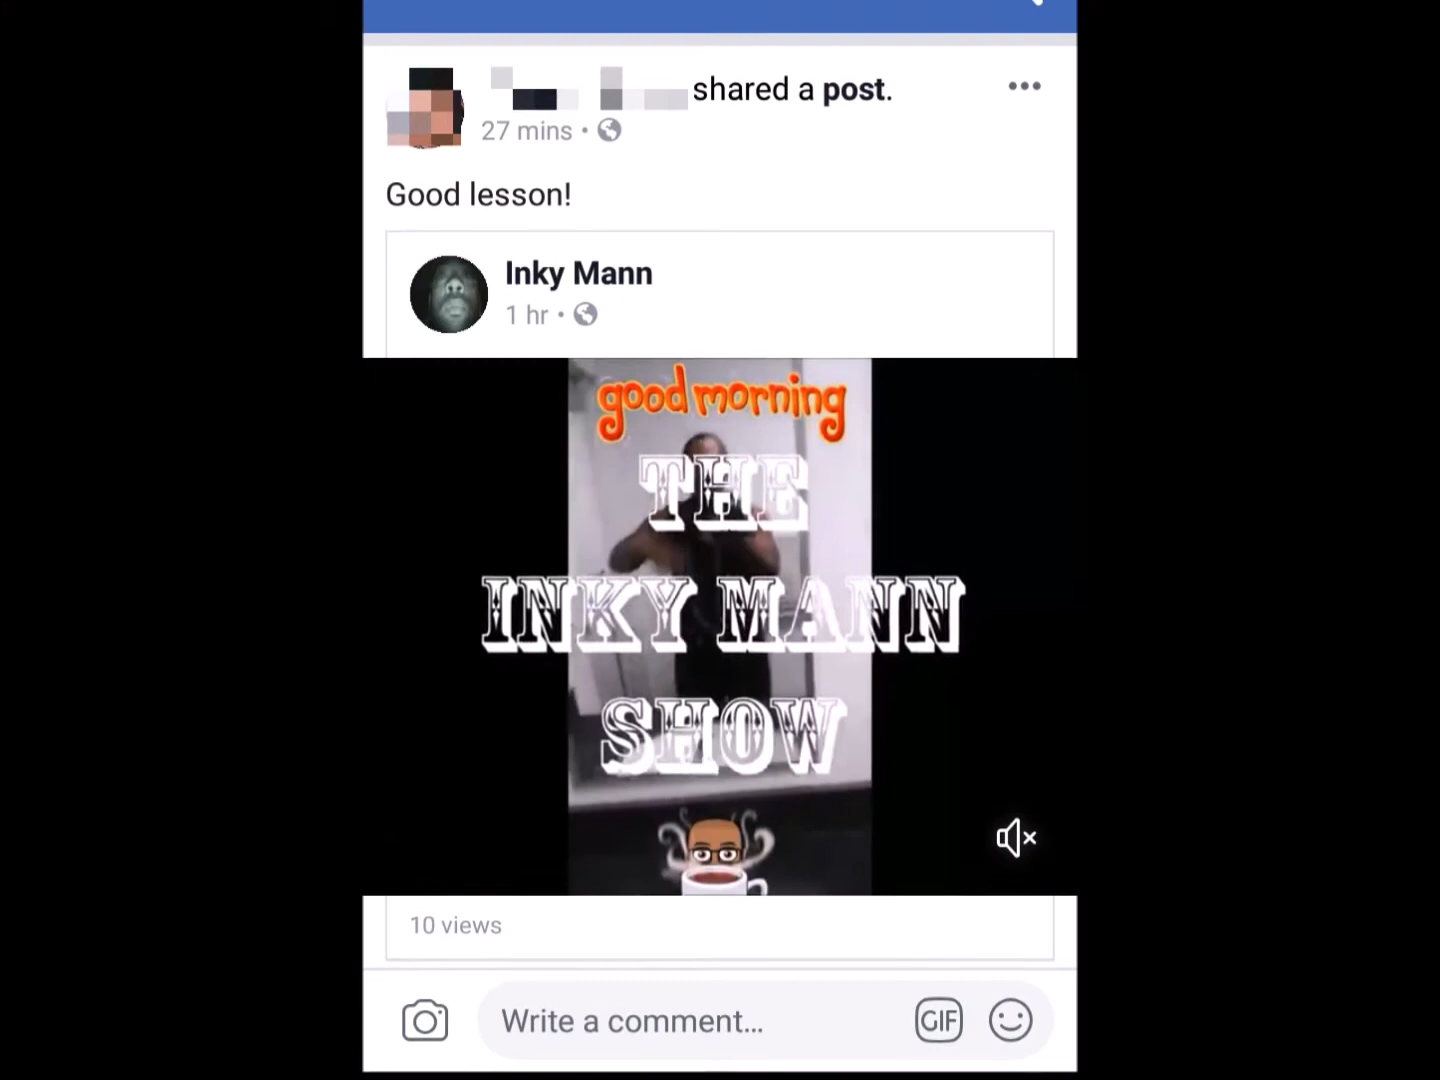 shared a post.
27 mins •
Good lesson!
Inky Mann
1 hr •
good morning
THE
INKY MANN
SHOW
10 views
Write a comment...
GIF